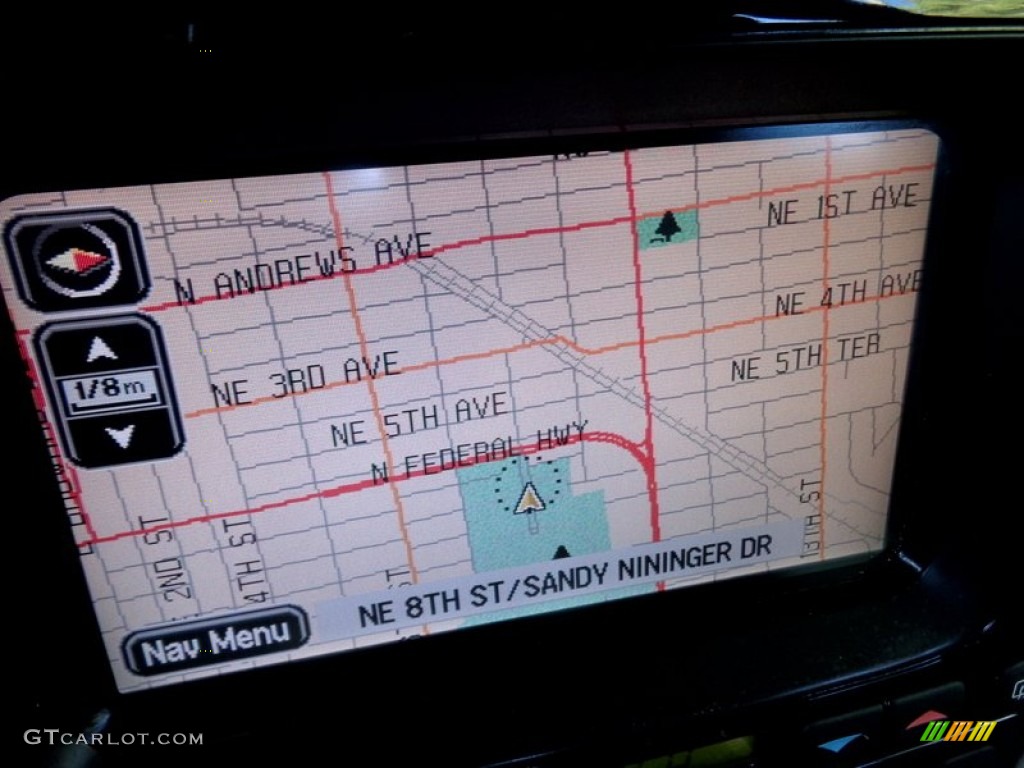 NE 1ST AVE
N ANDREWS AVE
NE 4TH AVE
1/8m
NE 3RD AVE
NE 5TH TER
NE 5TH AVE
N FEDERAL HWY
2ND ST
4TH ST
ST
13TH ST
NE 8TH ST/SANDY NININGER DR
Nav Menu
GTCARLOT.COM